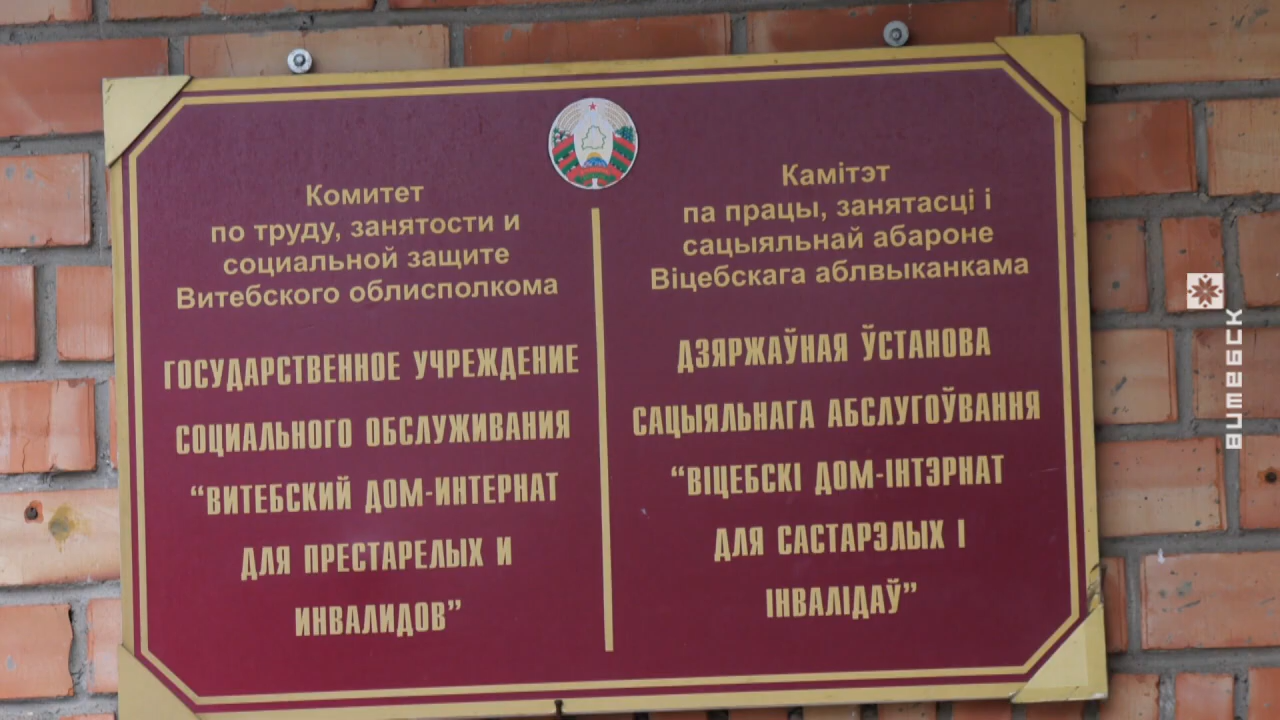 Комитет
по труду, занятости и
социальной защите
Витебского облисполкома
ГОСУДАРСТВЕННОЕ УЧРЕЖДЕНИЕ
СОЦИАЛЬНОГО ОБСЛУЖИВАНИЯ
“ВИТЕБСКИЙ ДОМ-ИНТЕРНАТ
ДЛЯ ПРЕСТАРЕЛЫХ И
ИНВАЛИДОВ”
Камітэт
па працы, занятасці і
сацыяльнай абароне
Віцебскага аблвыканкама
ДЗЯРЖАЎНАЯ ЎСТАНОВА
САЦЫЯЛЬНАГА АБСЛУГОЎВАННЯ
“ВІЦЕБСКІ ДОМ-ІНТЭРНАТ
ДЛЯ САСТАРЭЛЫХ І
ІНВАЛІДАЎ”
витебск